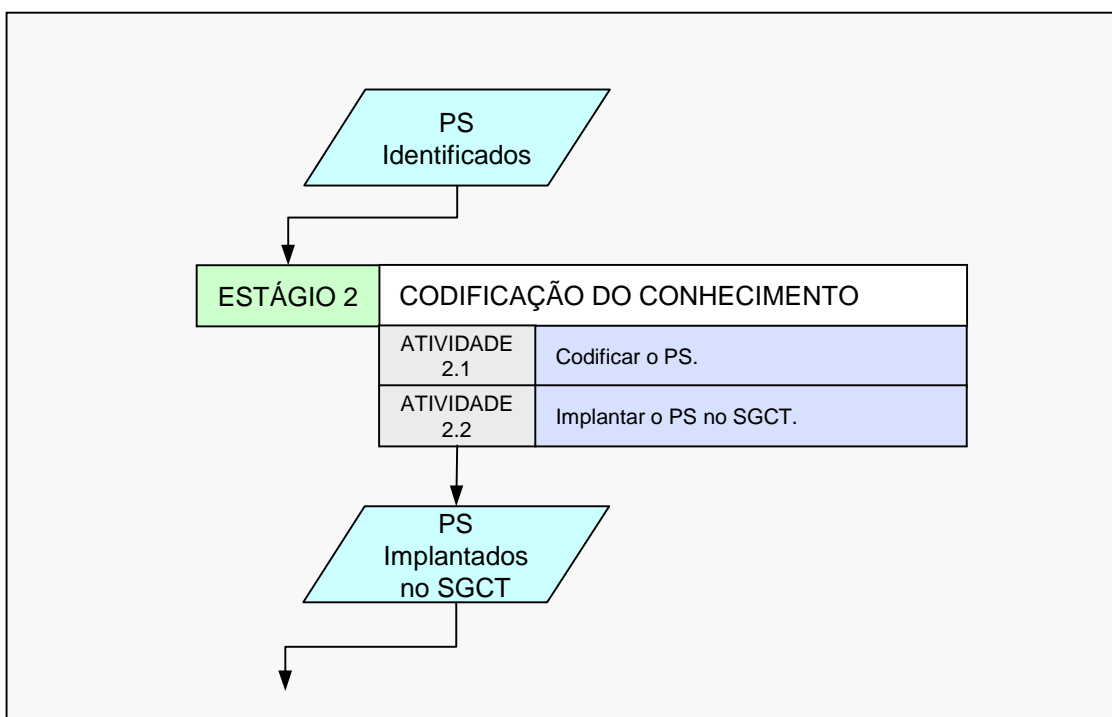 PS
Identificados
ESTÁGIO 2
CODIFICAÇÃO DO CONHECIMENTO
ATIVIDADE
2.1
Codificar o PS.
ATIVIDADE
2.2
Implantar o PS no SGCT.
PS
Implantados
no SGCT